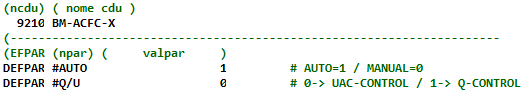 (ncdu) ( nome cdu )
9210 BM-ACFC-X
(----------------------------------------------------------------------
(EFPAR (npar) ( valpar )
DEFPAR #AUTO 1 # AUTO=1 / MANUAL=0
DEFPAR #Q/U 0 # 0-> UAC-CONTROL / 1-> Q-CONTROL